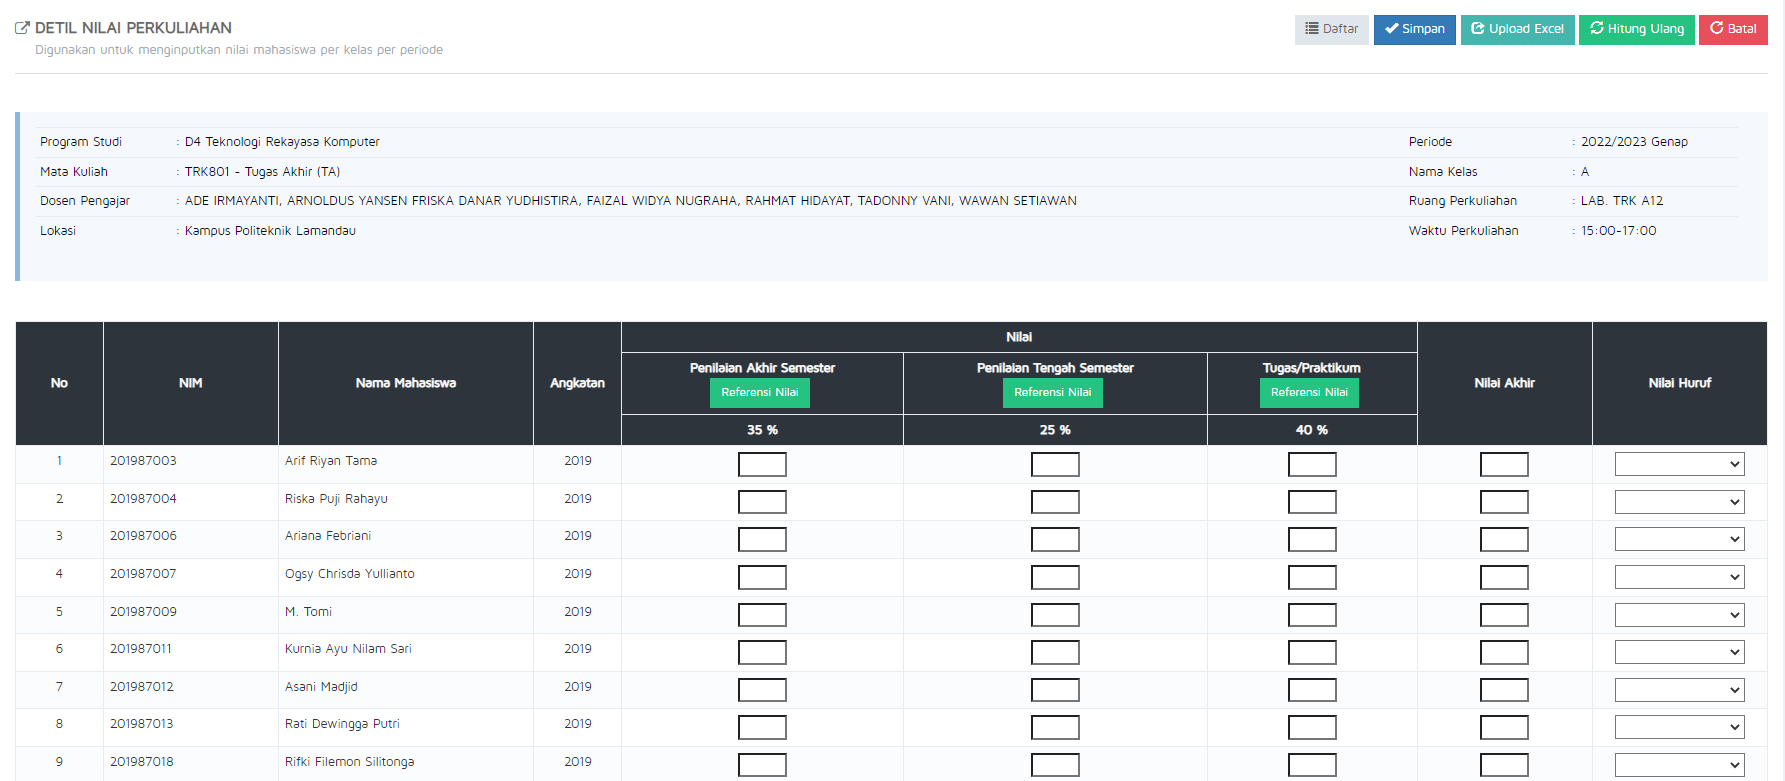 DETIL NILAI PERKULIAHAN
Digunakan untuk menginputkan nilai mahasiswa per kelas per periode
Daftar Simpan Upload Excel Hitung Ulang Batal
Program Studi : D4 Teknologi Rekayasa Komputer Periode : 2022/2023 Genap
Mata Kuliah : TRK801 - Tugas Akhir (TA) Nama Kelas : A
Dosen Pengajar : ADE IRMAYANTI, ARNOLDUS YANSEN FRISKA DANAR YUDHISTIRA, FAIZAL WIDYA NUGRAHA, RAHMAT HIDAYAT, TADONNY VANI, WAWAN SETIAWAN Ruang Perkuliahan : LAB. TRK A12
Lokasi : Kampus Politeknik Lamandau Waktu Perkuliahan : 15:00-17:00
No NIM Nama Mahasiswa Angkatan Nilai Nilai Akhir Nilai Huruf
Penilaian Akhir Semester Penilaian Tengah Semester Tugas/Praktikum
Referensi Nilai Referensi Nilai Referensi Nilai
35 % 25 % 40 %
1 201987003 Arif Riyan Tama 2019
2 201987004 Riska Puji Rahayu 2019
3 201987006 Ariana Febriani 2019
4 201987007 Ogsy Chrisda Yullianto 2019
5 201987009 M. Tomi 2019
6 201987011 Kurnia Ayu Nilam Sari 2019
7 201987012 Asani Madjid 2019
8 201987013 Rati Dewingga Putri 2019
9 201987018 Rifki Filemon Silitonga 2019